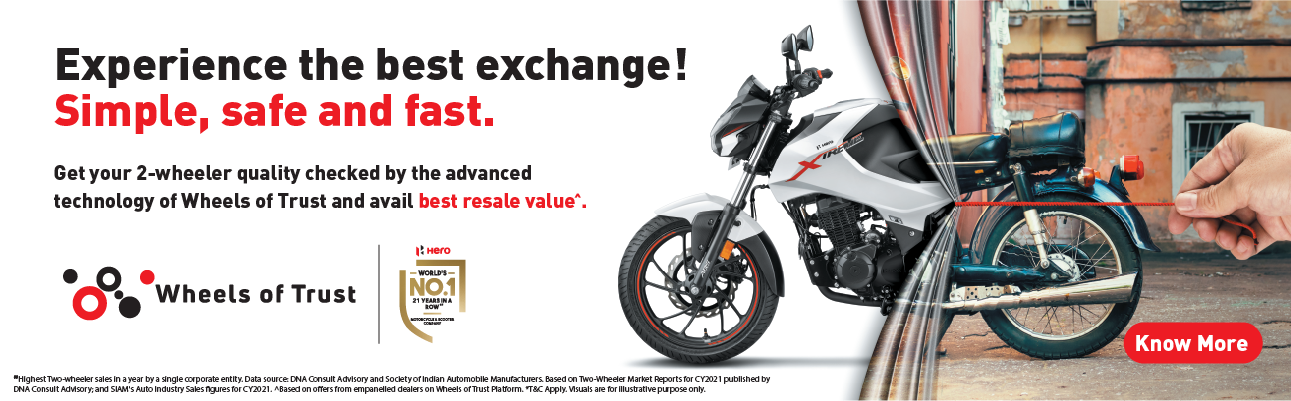 Experience the best exchange!
Simple, safe and fast.
Get your 2-wheeler quality checked by the advanced
technology of Wheels of Trust and avail best resale value^.
Wheels of Trust
Hero
WORLD'S
NO.1
21 YEARS IN A
ROW#
MOTORCYCLE & SCOOTER
COMPANY
HERO
XTREME
Know More
#Highest Two-wheeler sales in a year by a single corporate entity. Data source: DNA Consult Advisory and Society of Indian Automobile Manufacturers. Based on Two-Wheeler Market Reports for CY2021 published by
DNA Consult Advisory; and SIAM's Auto Industry Sales figures for CY2021. ^Based on offers from empanelled dealers on Wheels of Trust Platform. *T&C Apply. Visuals are for illustrative purpose only.